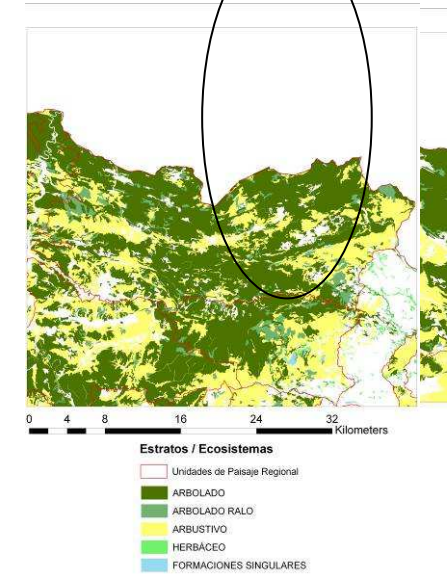 0 4 8 16 24 32
Kilometers
Estratos / Ecosistemas
Unidades de Paisaje Regional
ARBOLADO
ARBOLADO RALO
ARBUSTIVO
HERBÁCEO
FORMACIONES SINGULARES